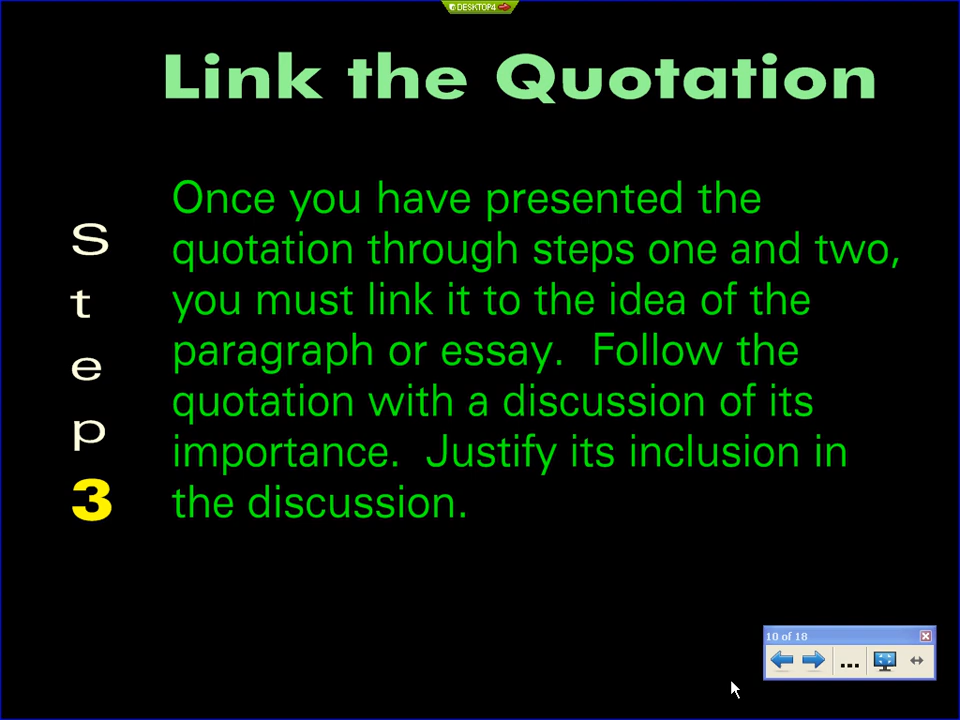 DESKTOP4
Link the Quotation
Step 3
Once you have presented the
quotation through steps one and two,
you must link it to the idea of the
paragraph or essay.  Follow the
quotation with a discussion of its
importance.  Justify its inclusion in
the discussion.
10 of 18
...